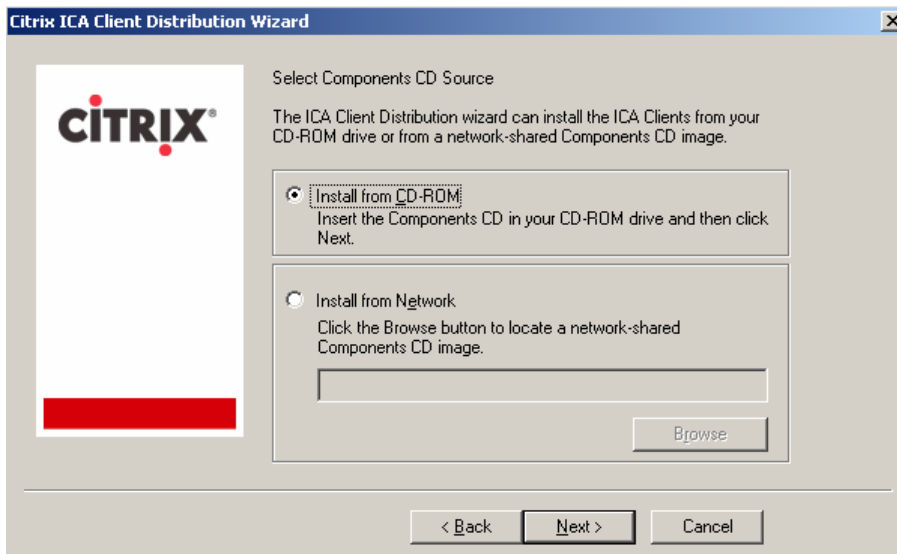 Citrix ICA Client Distribution Wizard
CITRIX®
Select Components CD Source
The ICA Client Distribution wizard can install the ICA Clients from your
CD-ROM drive or from a network-shared Components CD image.
Install from CD-ROM
Insert the Components CD in your CD-ROM drive and then click
Next.
Install from Network
Click the Browse button to locate a network-shared
Components CD image.
Browse
< Back
Next >
Cancel